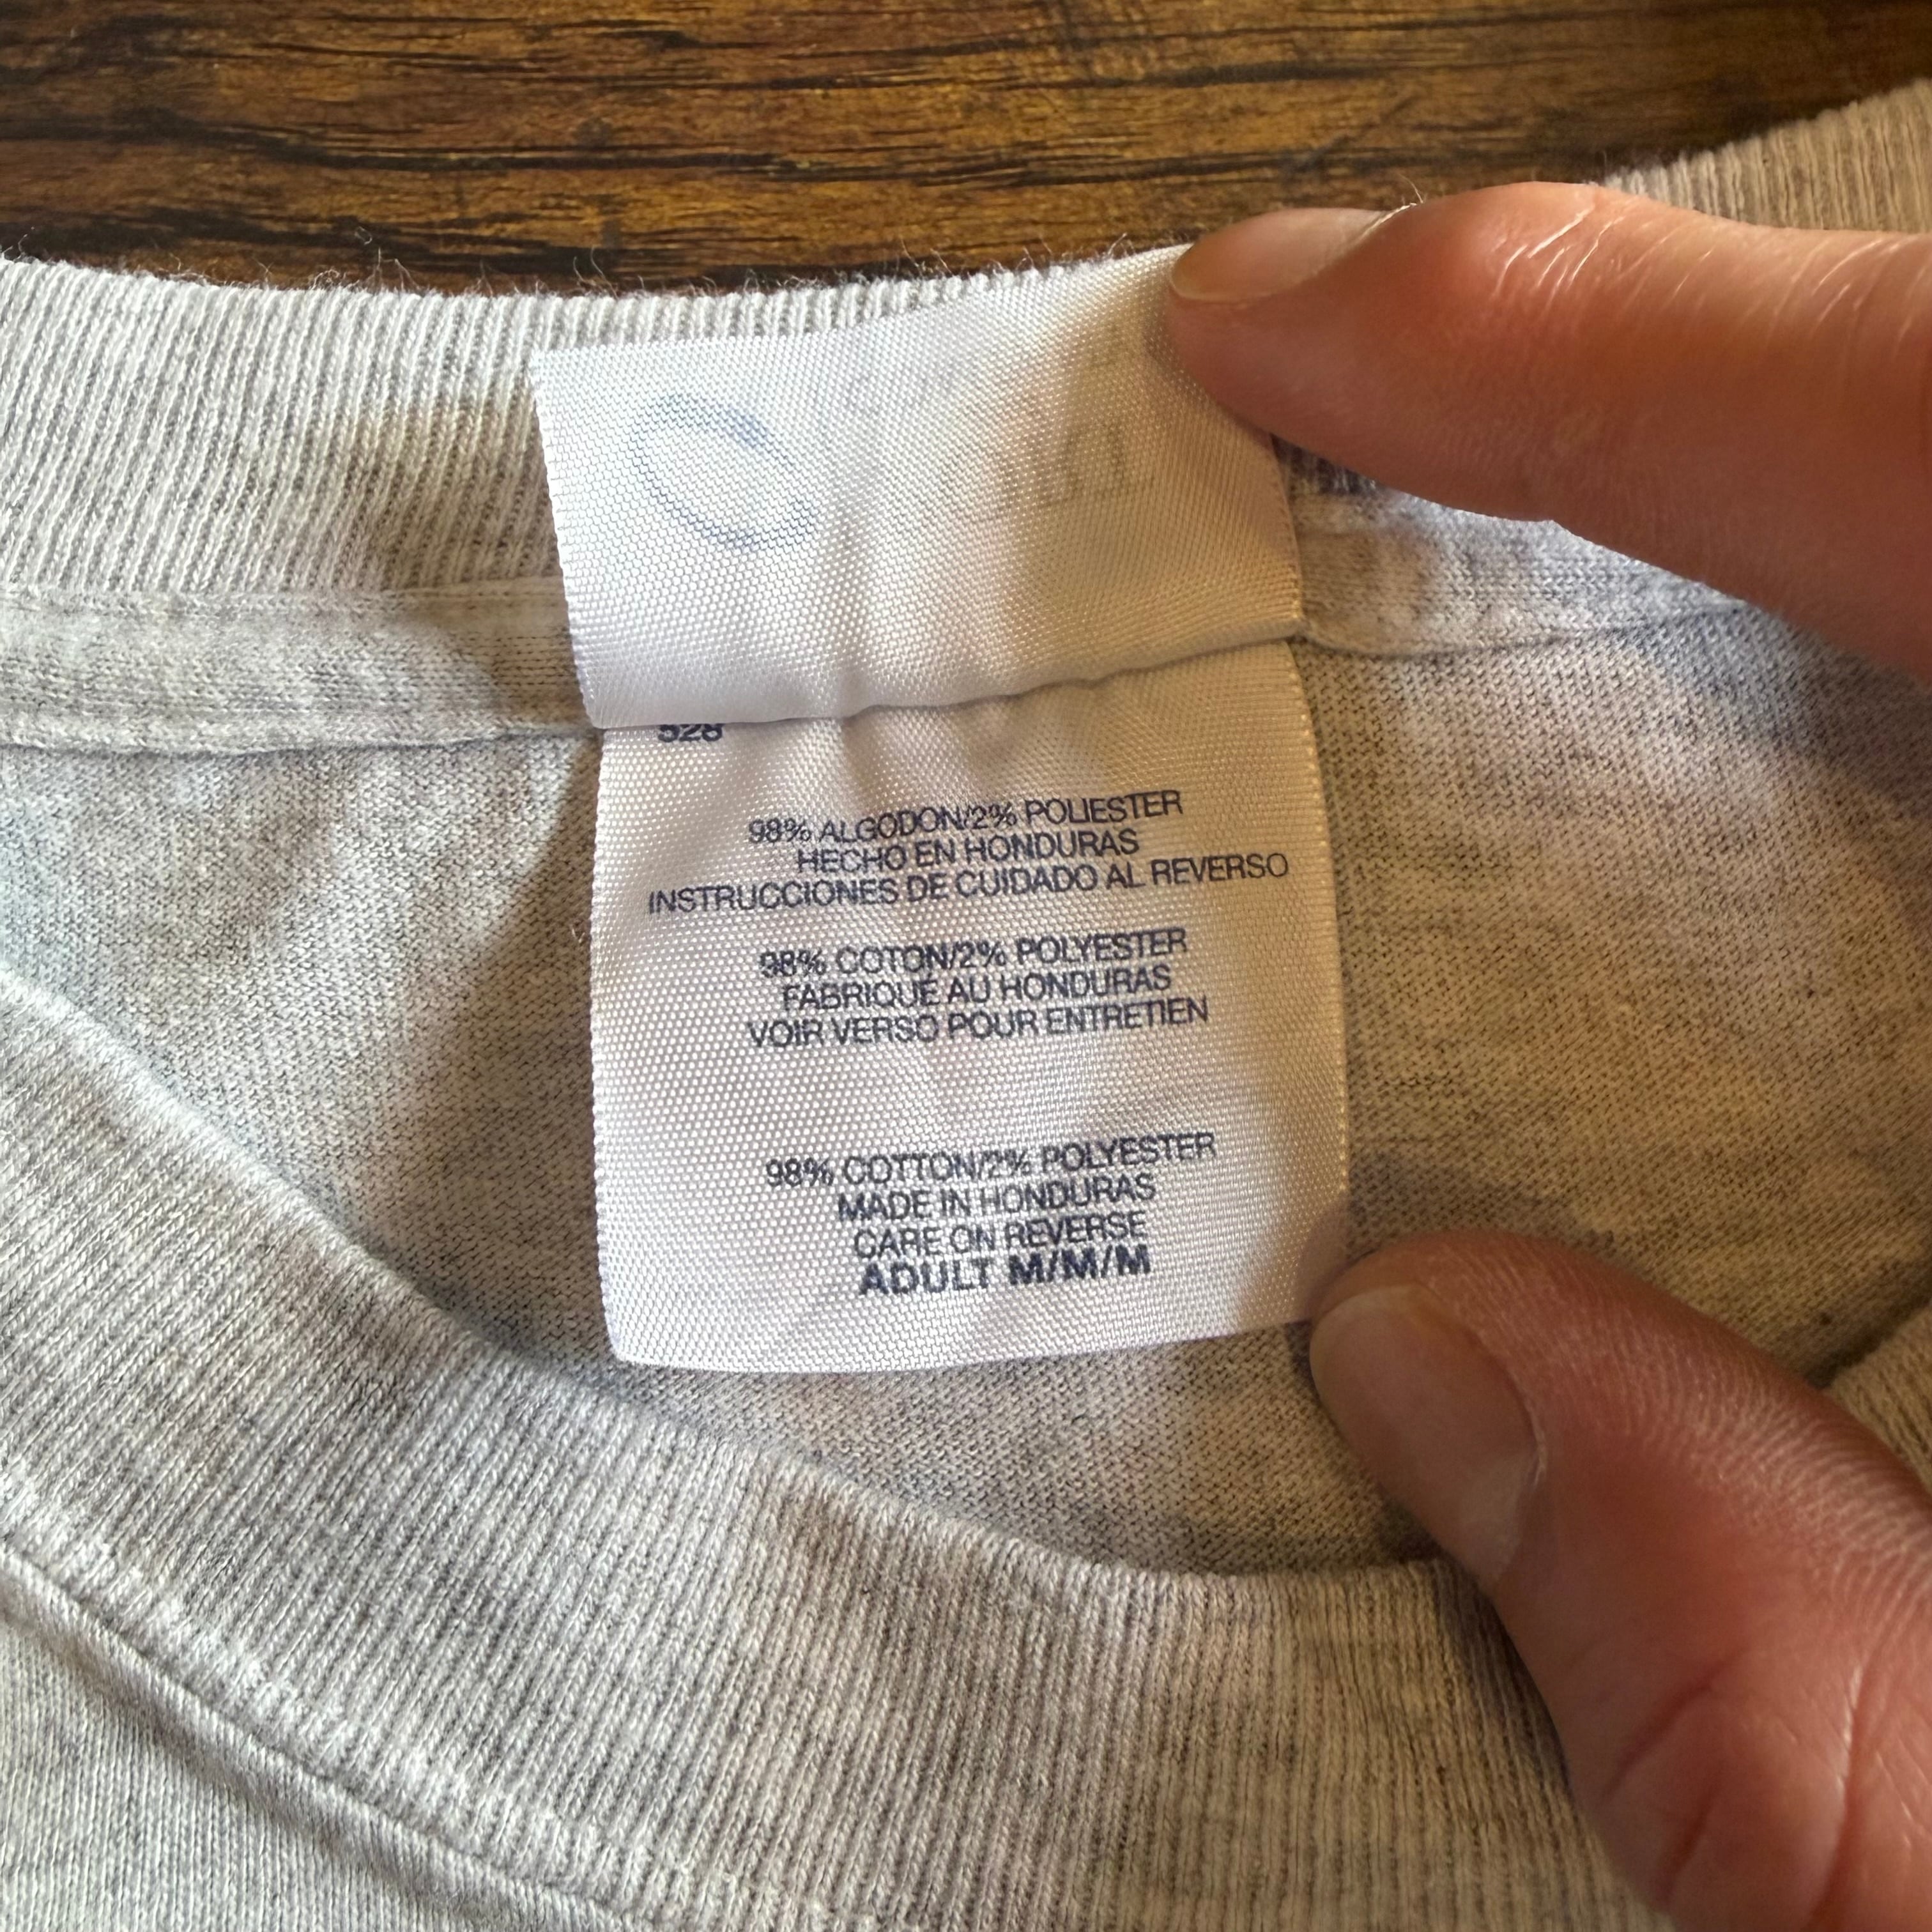 528
98% ALGODON/2% POLIESTER
HECHO EN HONDURAS
INSTRUCCIONES DE CUIDADO AL REVERSO
98% COTON/2% POLYESTER
FABRIQUÉ AU HONDURAS
VOIR VERSO POUR ENTRETIEN
98% COTTON/2% POLYESTER
MADE IN HONDURAS
CARE ON REVERSE
ADULT M/M/M